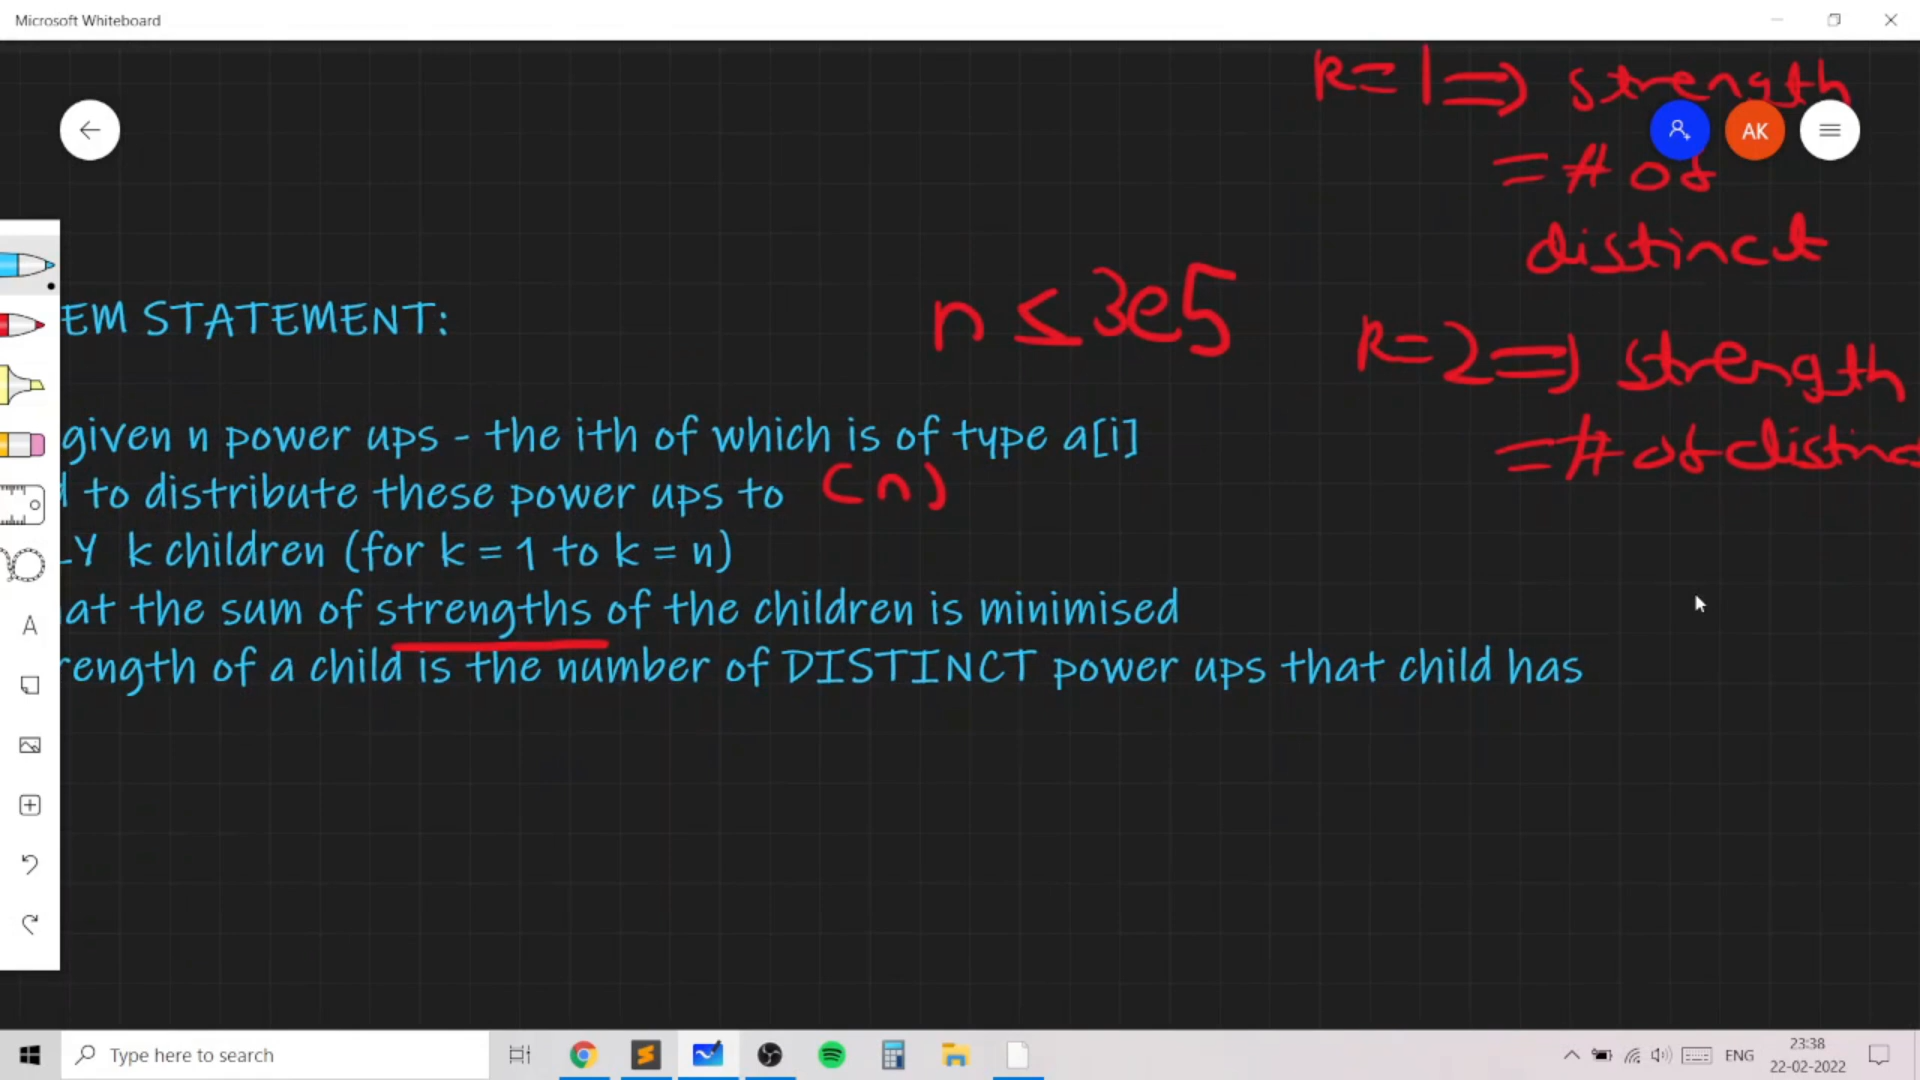 Microsoft Whiteboard
k=1⇒ strength
AK
= # of
distinct
EM STATEMENT:
n ≤ 3e5
k=2⇒ strength
= # of distinc
given n power ups - the ith of which is of type a[i]
to distribute these power ups to (n)
LY k children (for k = 1 to k = n)
at the sum of strengths of the children is minimised
rength of a child is the number of DISTINCT power ups that child has
A
Type here to search
ENG
23:38
22-02-2022